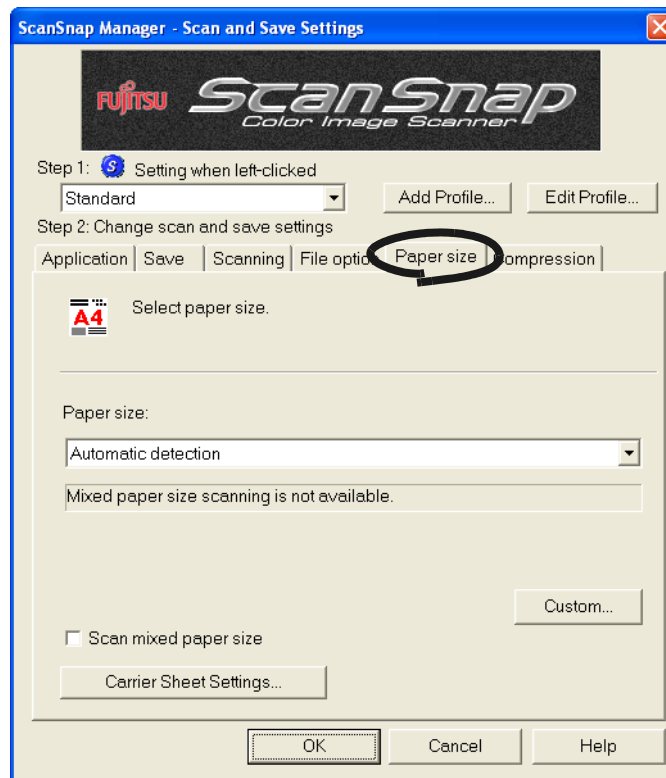 ScanSnap Manager - Scan and Save Settings
FUJITSU ScanSnap
Color Image Scanner
Step 1: S Setting when left-clicked
Standard Add Profile... Edit Profile...
Step 2: Change scan and save settings
Application Save Scanning File option Paper size Compression
A4 Select paper size.
Paper size:
Automatic detection
Mixed paper size scanning is not available.
Custom...
Scan mixed paper size
Carrier Sheet Settings...
OK Cancel Help